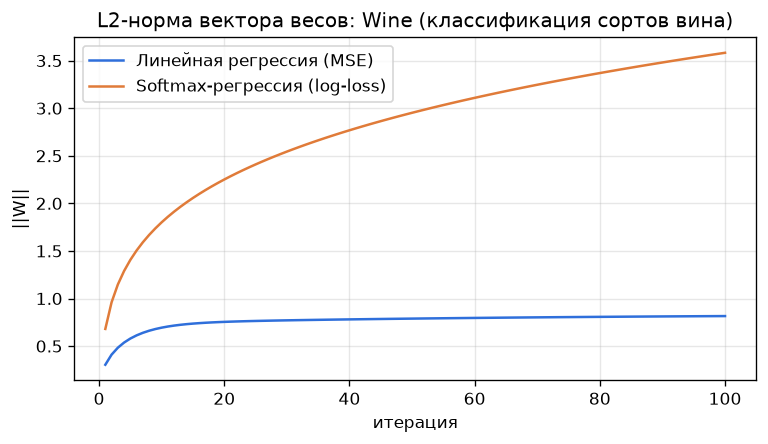 L2-норма вектора весов: Wine (классификация сортов вина)
Линейная регрессия (MSE)
Softmax-регрессия (log-loss)
||w||
3.5
3.0
2.5
2.0
1.5
1.0
0.5
0 20 40 60 80 100
итерация